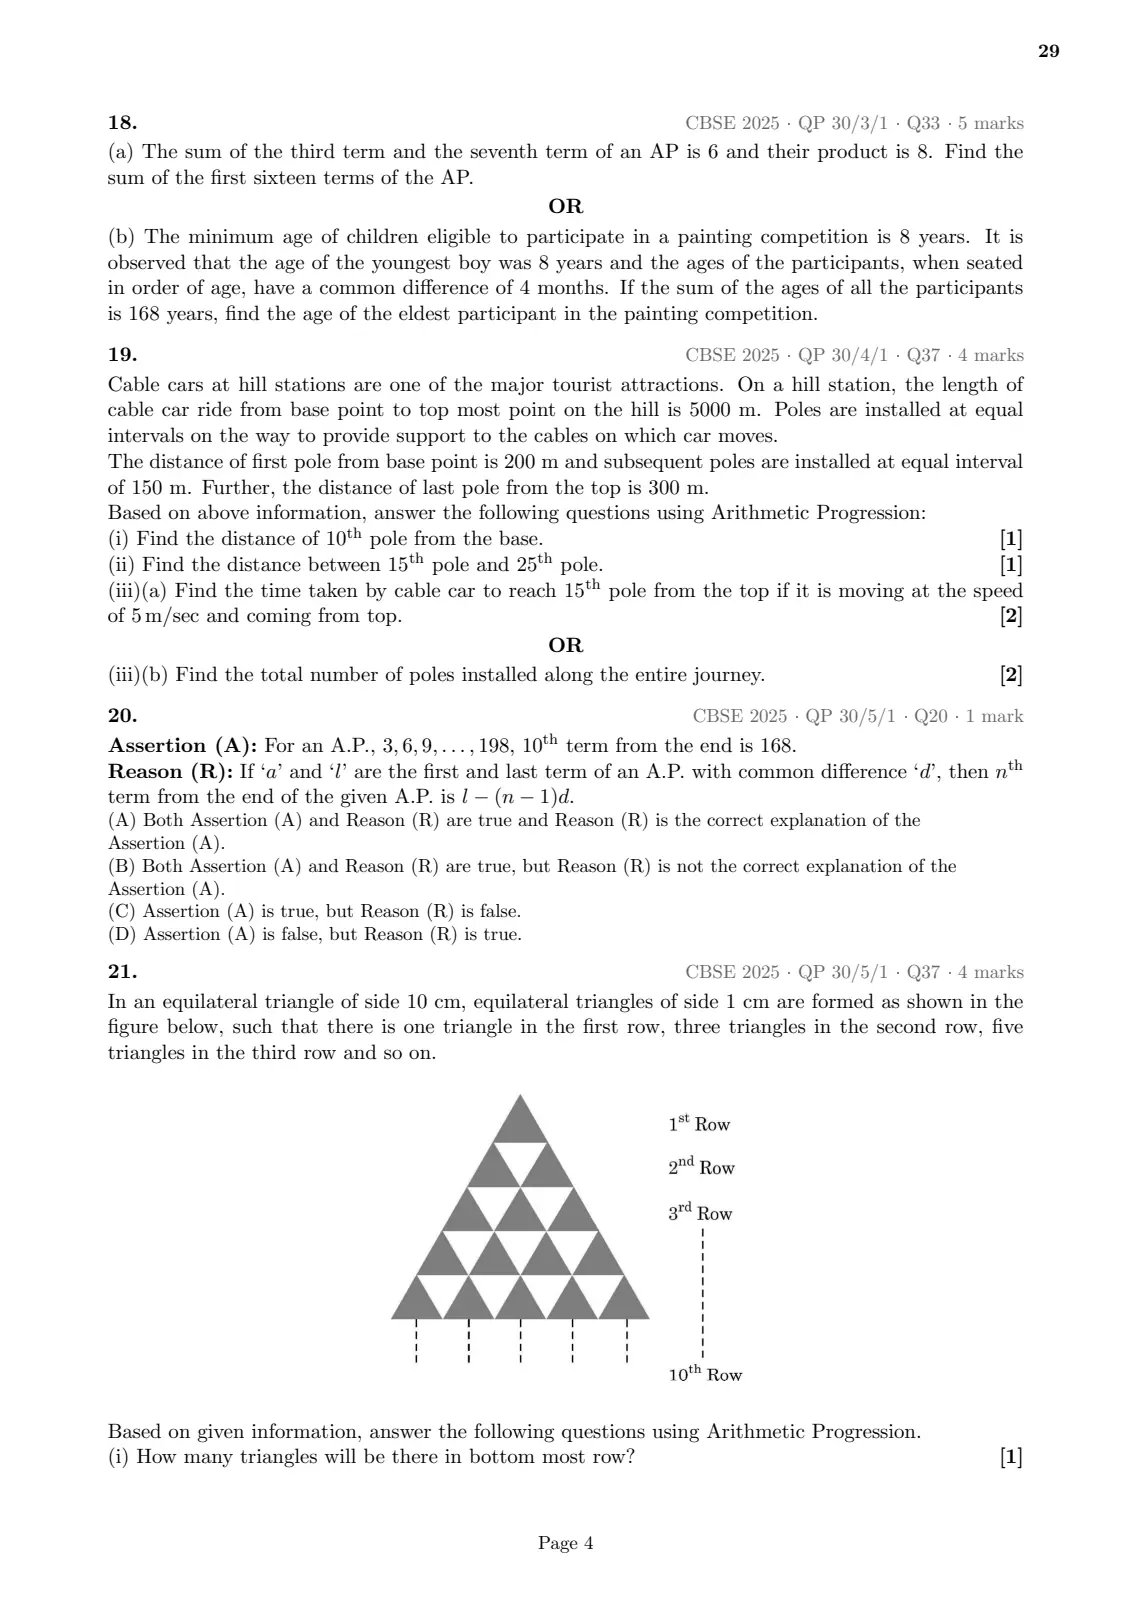 29
18. CBSE 2025 · QP 30/3/1 · Q33 · 5 marks
(a) The sum of the third term and the seventh term of an AP is 6 and their product is 8. Find the
sum of the first sixteen terms of the AP.
OR
(b) The minimum age of children eligible to participate in a painting competition is 8 years. It is
observed that the age of the youngest boy was 8 years and the ages of the participants, when seated
in order of age, have a common difference of 4 months. If the sum of the ages of all the participants
is 168 years, find the age of the eldest participant in the painting competition.
19. CBSE 2025 · QP 30/4/1 · Q37 · 4 marks
Cable cars at hill stations are one of the major tourist attractions. On a hill station, the length of
cable car ride from base point to top most point on the hill is 5000 m. Poles are installed at equal
intervals on the way to provide support to the cables on which car moves.
The distance of first pole from base point is 200 m and subsequent poles are installed at equal interval
of 150 m. Further, the distance of last pole from the top is 300 m.
Based on above information, answer the following questions using Arithmetic Progression:
(i) Find the distance of 10th pole from the base. [1]
(ii) Find the distance between 15th pole and 25th pole. [1]
(iii)(a) Find the time taken by cable car to reach 15th pole from the top if it is moving at the speed
of 5 m/sec and coming from top. [2]
OR
(iii)(b) Find the total number of poles installed along the entire journey. [2]
20. CBSE 2025 · QP 30/5/1 · Q20 · 1 mark
Assertion (A): For an A.P., 3, 6, 9, . . . , 198, 10th term from the end is 168.
Reason (R): If ‘a’ and ‘l’ are the first and last term of an A.P. with common difference ‘d’, then nth
term from the end of the given A.P. is l − (n − 1)d.
(A) Both Assertion (A) and Reason (R) are true and Reason (R) is the correct explanation of the
Assertion (A).
(B) Both Assertion (A) and Reason (R) are true, but Reason (R) is not the correct explanation of the
Assertion (A).
(C) Assertion (A) is true, but Reason (R) is false.
(D) Assertion (A) is false, but Reason (R) is true.
21. CBSE 2025 · QP 30/5/1 · Q37 · 4 marks
In an equilateral triangle of side 10 cm, equilateral triangles of side 1 cm are formed as shown in the
figure below, such that there is one triangle in the first row, three triangles in the second row, five
triangles in the third row and so on.
1st Row
2nd Row
3rd Row
10th Row
Based on given information, answer the following questions using Arithmetic Progression.
(i) How many triangles will be there in bottom most row? [1]
Page 4